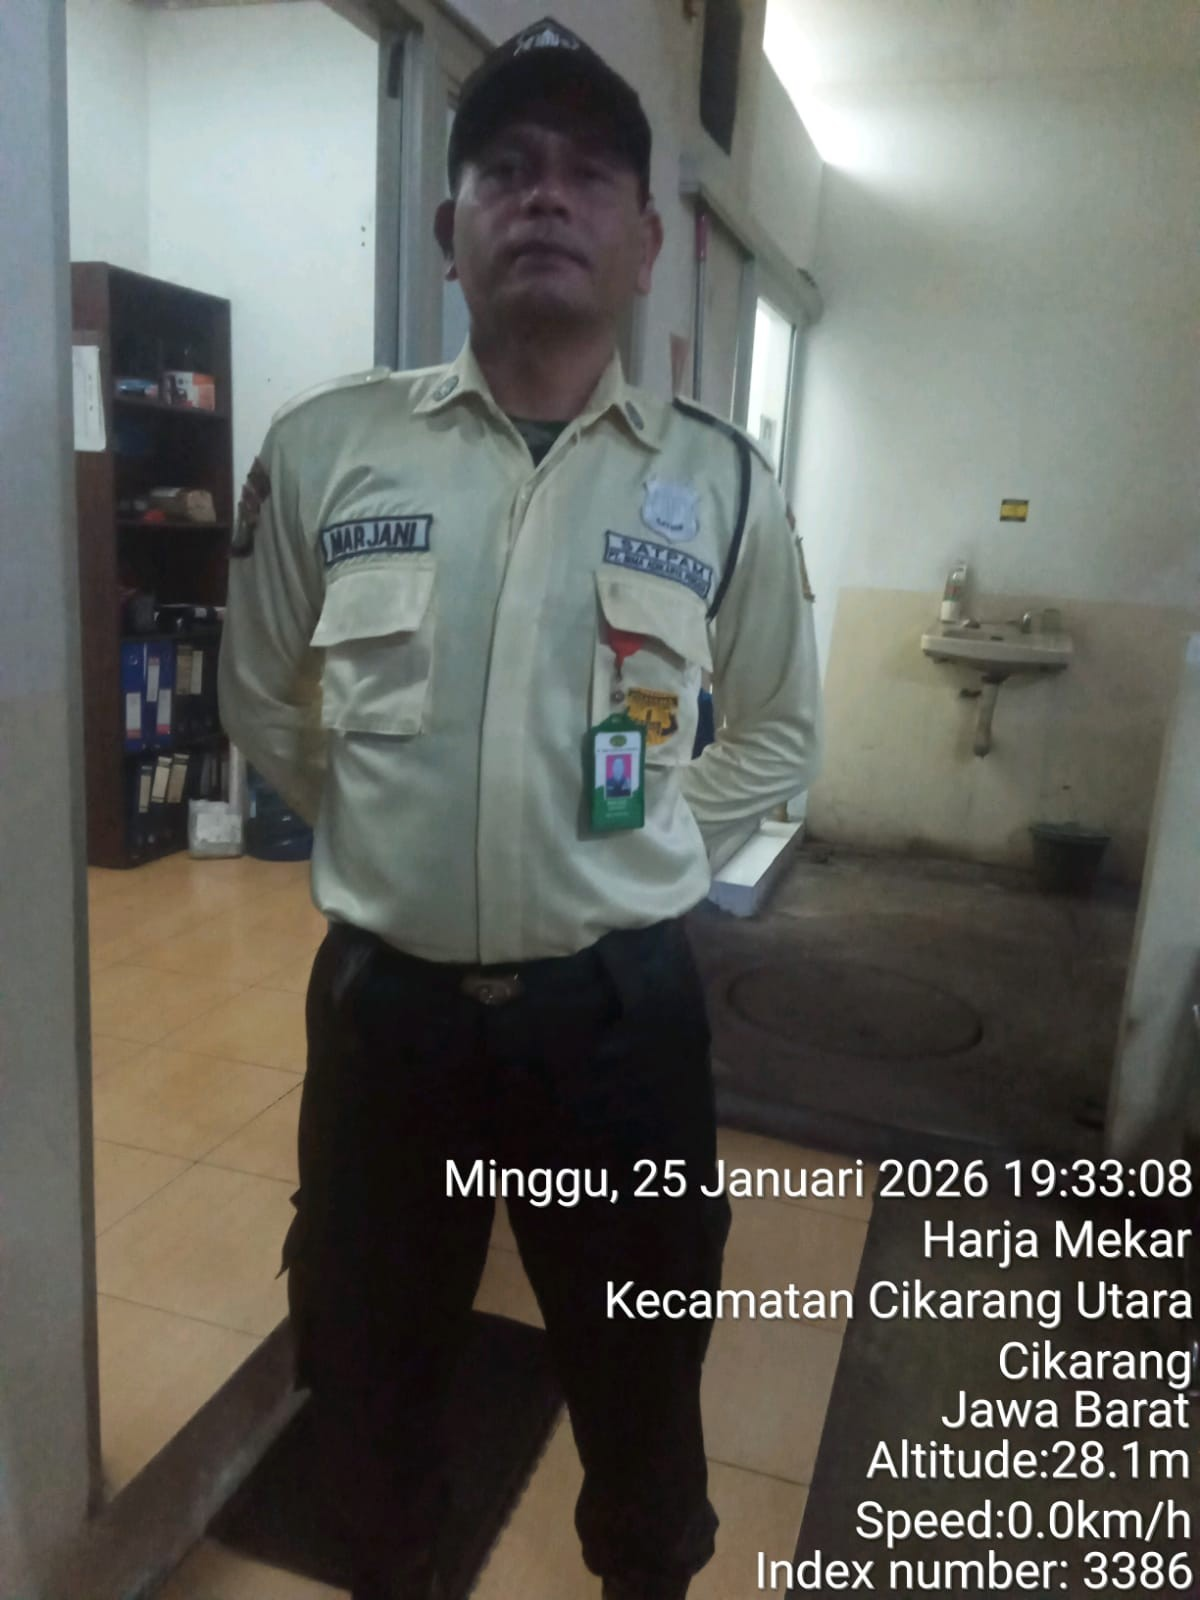 MARJANI
SATPAM
Minggu, 25 Januari 2026 19:33:08
Harja Mekar
Kecamatan Cikarang Utara
Cikarang
Jawa Barat
Altitude:28.1m
Speed:0.0km/h
Index number: 3386